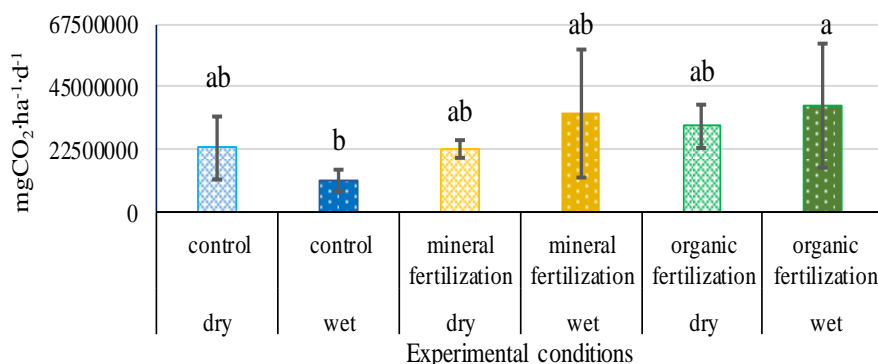 67500000
45000000
22500000
0
mgCO₂·ha⁻¹·d⁻¹
ab
b
ab
ab
ab
a
control control mineral mineral organic organic
fertilization fertilization fertilization fertilization
dry wet dry wet dry wet
Experimental conditions